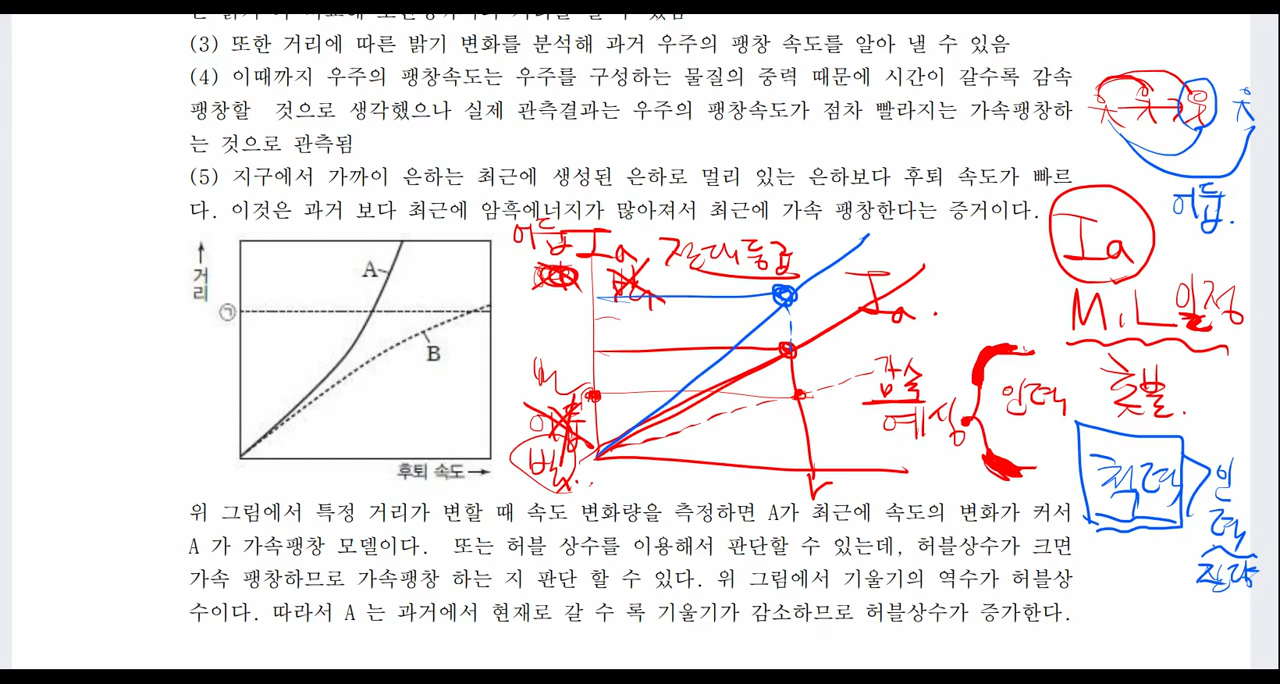 (3) 또한 거리에 따른 밝기 변화를 분석해 과거 우주의 팽창 속도를 알아 낼 수 있음
(4) 이때까지 우주의 팽창속도는 우주를 구성하는 물질의 중력 때문에 시간이 갈수록 감속
팽창할 것으로 생각했으나 실제 관측결과는 우주의 팽창속도가 점차 빨라지는 가속팽창하
는 것으로 관측됨
(5) 지구에서 가까이 은하는 최근에 생성된 은하로 멀리 있는 은하보다 후퇴 속도가 빠르
다. 이것은 과거 보다 최근에 암흑에너지가 많아져서 최근에 가속 팽창한다는 증거이다.
어둡.
Ia
M, L 일정
촛불.
척력
인력
질량
어둡
Ia
절대등급
Ia.
감속
예상
인력
밝.
r
거리
A
㉠
B
후퇴 속도
위 그림에서 특정 거리가 변할 때 속도 변화량을 측정하면 A가 최근에 속도의 변화가 커서
A 가 가속팽창 모델이다. 또는 허블 상수를 이용해서 판단할 수 있는데, 허블상수가 크면
가속 팽창하므로 가속팽창 하는 지 판단 할 수 있다. 위 그림에서 기울기의 역수가 허블상
수이다. 따라서 A 는 과거에서 현재로 갈 수 록 기울기가 감소하므로 허블상수가 증가한다.